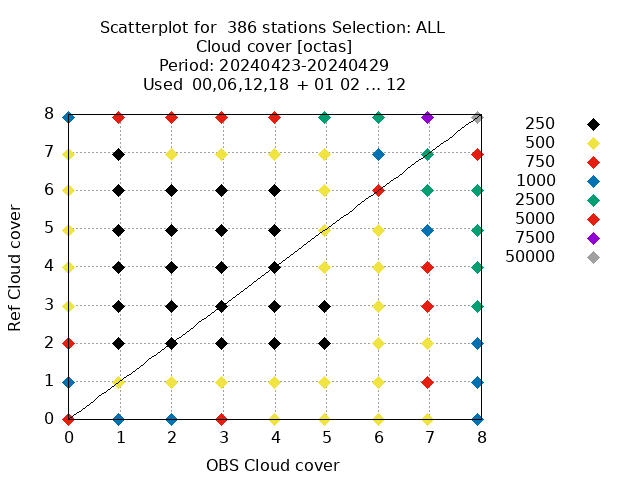 Scatterplot for  386 stations Selection: ALL
Cloud cover [octas]
Period: 20240423-20240429
Used  00,06,12,18  + 01 02 ... 12
Ref Cloud cover
8
7
6
5
4
3
2
1
0
0 1 2 3 4 5 6 7 8
OBS Cloud cover
250
500
750
1000
2500
5000
7500
50000